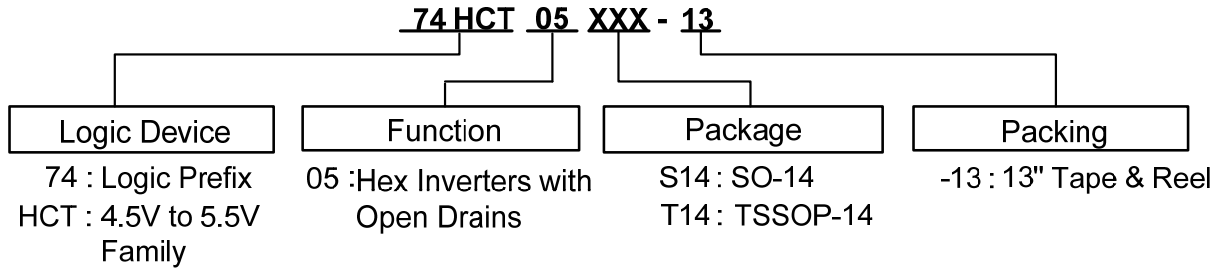 74 HCT 05 XXX - 13
Logic Device
74 : Logic Prefix
HCT : 4.5V to 5.5V
Family
Function
05 :Hex Inverters with
Open Drains
Package
S14 : SO-14
T14 : TSSOP-14
Packing
-13 : 13" Tape & Reel